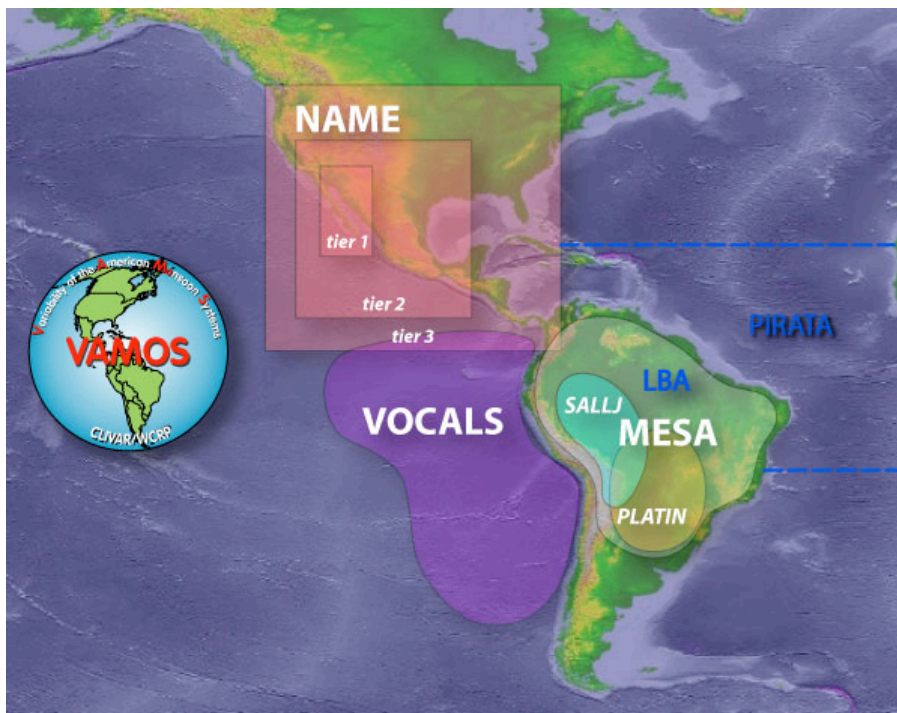 NAME
tier 1
tier 2
tier 3
PIRATA
Variability of the American Monsoon Systems
VAMOS
CLIVAR/WCRP
LBA
SALLJ
VOCALS
MESA
PLATIN